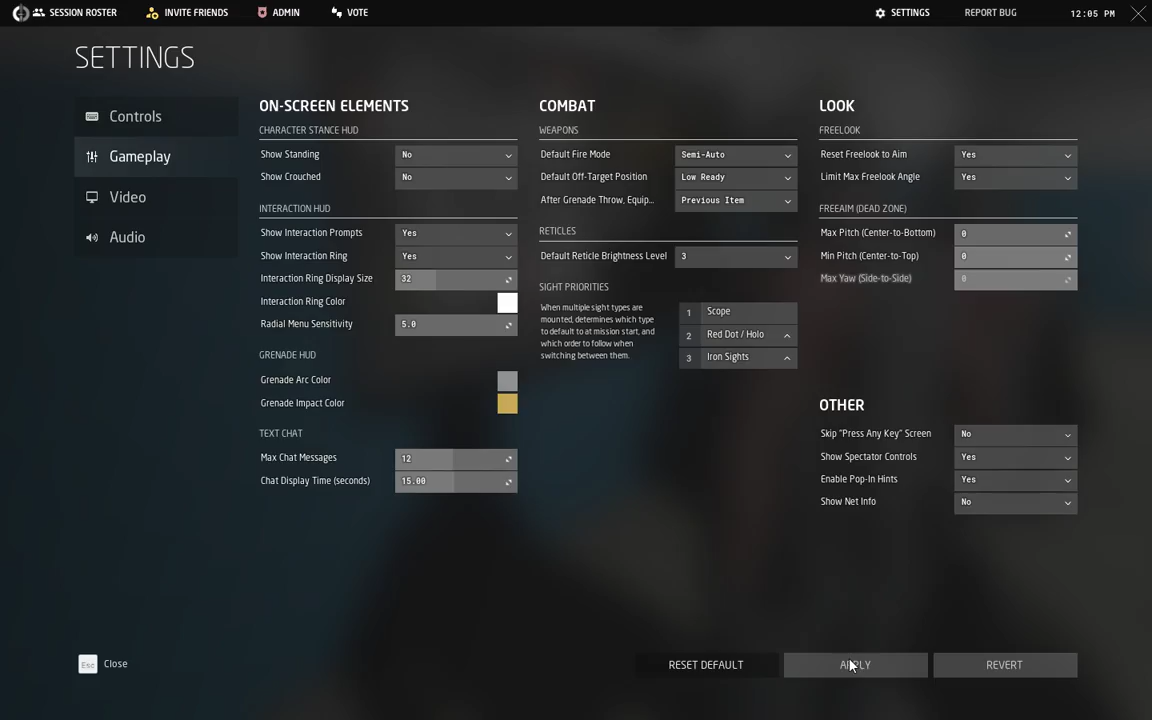 SESSION ROSTER INVITE FRIENDS ADMIN VOTE SETTINGS REPORT BUG 12:05 PM
SETTINGS
Controls
Gameplay
Video
Audio
ON-SCREEN ELEMENTS
CHARACTER STANCE HUD
Show Standing No
Show Crouched No
INTERACTION HUD
Show Interaction Prompts Yes
Show Interaction Ring Yes
Interaction Ring Display Size 32
Interaction Ring Color
Radial Menu Sensitivity 5.0
GRENADE HUD
Grenade Arc Color
Grenade Impact Color
TEXT CHAT
Max Chat Messages 12
Chat Display Time (seconds) 15.00
COMBAT
WEAPONS
Default Fire Mode Semi-Auto
Default Off-Target Position Low Ready
After Grenade Throw, Equip... Previous Item
RETICLES
Default Reticle Brightness Level 3
SIGHT PRIORITIES
When multiple sight types are
mounted, determines which type
to default to at mission start, and
which order to follow when
switching between them.
1 Scope
2 Red Dot / Holo
3 Iron Sights
LOOK
FREELOOK
Reset Freelook to Aim Yes
Limit Max Freelook Angle Yes
FREEAIM (DEAD ZONE)
Max Pitch (Center-to-Bottom) 0
Min Pitch (Center-to-Top) 0
Max Yaw (Side-to-Side) 0
OTHER
Skip "Press Any Key" Screen No
Show Spectator Controls Yes
Enable Pop-In Hints Yes
Show Net Info No
Esc Close
RESET DEFAULT APPLY REVERT